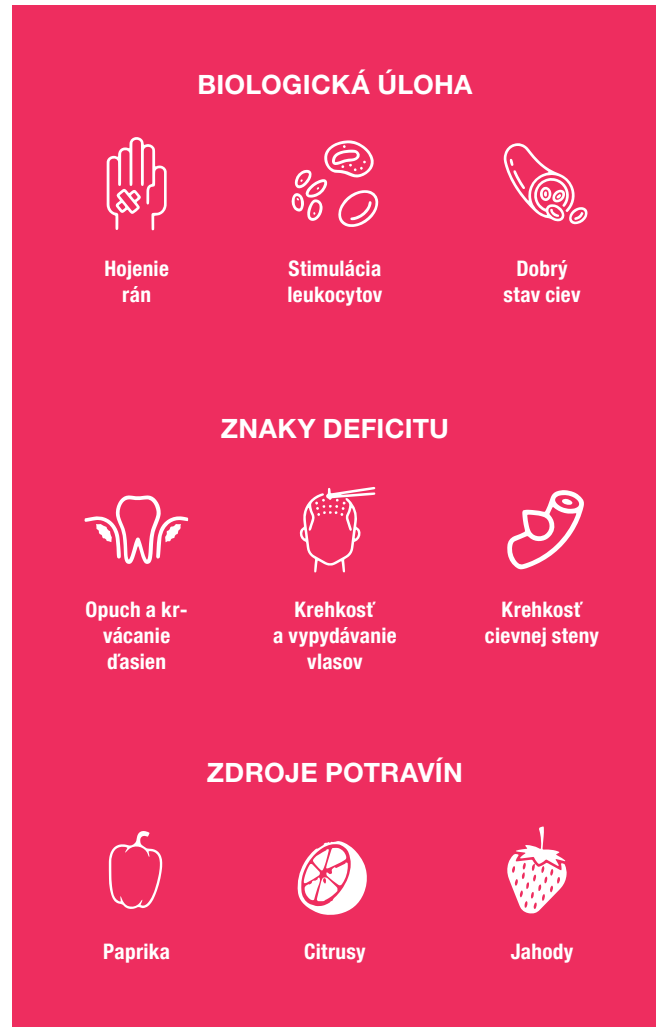 BIOLOGICKÁ ÚLOHA
Hojenie
rán
Stimulácia
leukocytov
Dobrý
stav ciev
ZNAKY DEFICITU
Opuch a kr-
vácanie
ďasien
Krehkosť
a vypydávanie
vlasov
Krehkosť
cievnej steny
ZDROJE POTRAVÍN
Paprika
Citrusy
Jahody